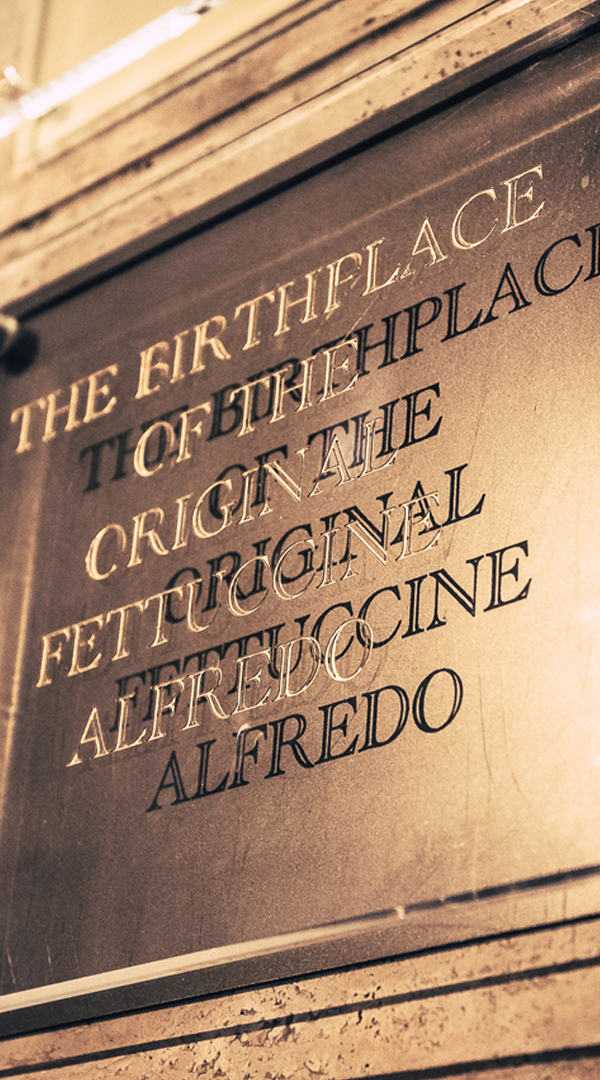 THE BIRTHPLACE
OF THE
ORIGINAL
FETTUCCINE
ALFREDO